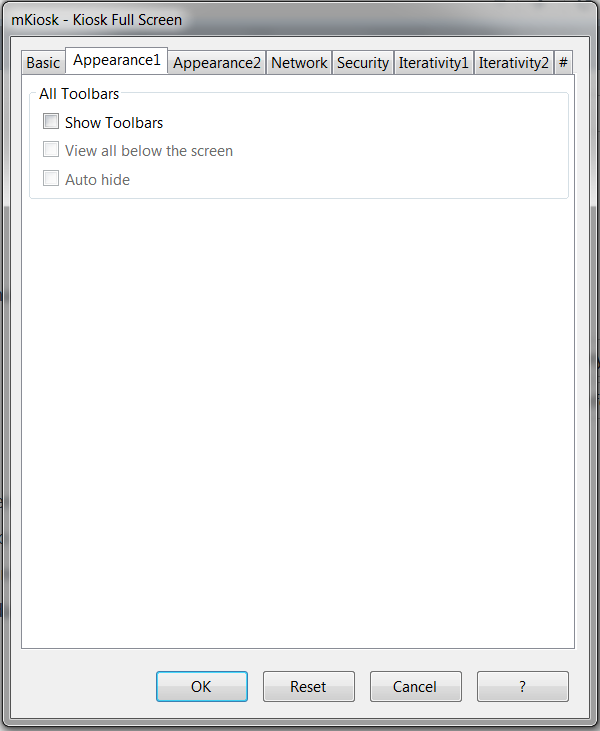 mKiosk - Kiosk Full Screen
Basic Appearance1 Appearance2 Network Security Iterativity1 Iterativity2 #
All Toolbars
Show Toolbars
View all below the screen
Auto hide
OK Reset Cancel ?